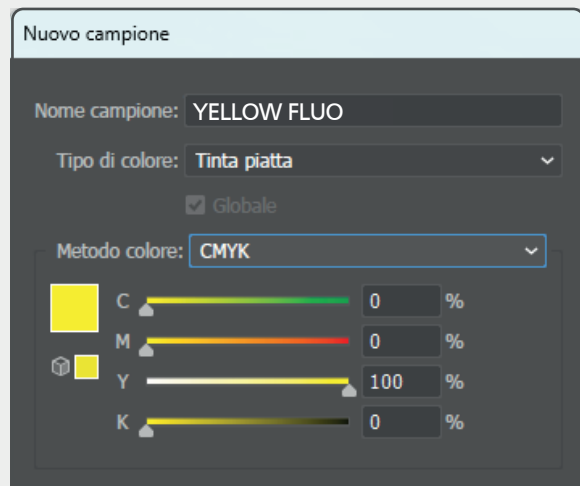 Nuovo campione
Nome campione: YELLOW FLUO
Tipo di colore: Tinta piatta
Globale
Metodo colore: CMYK
C 0 %
M 0 %
Y 100 %
K 0 %